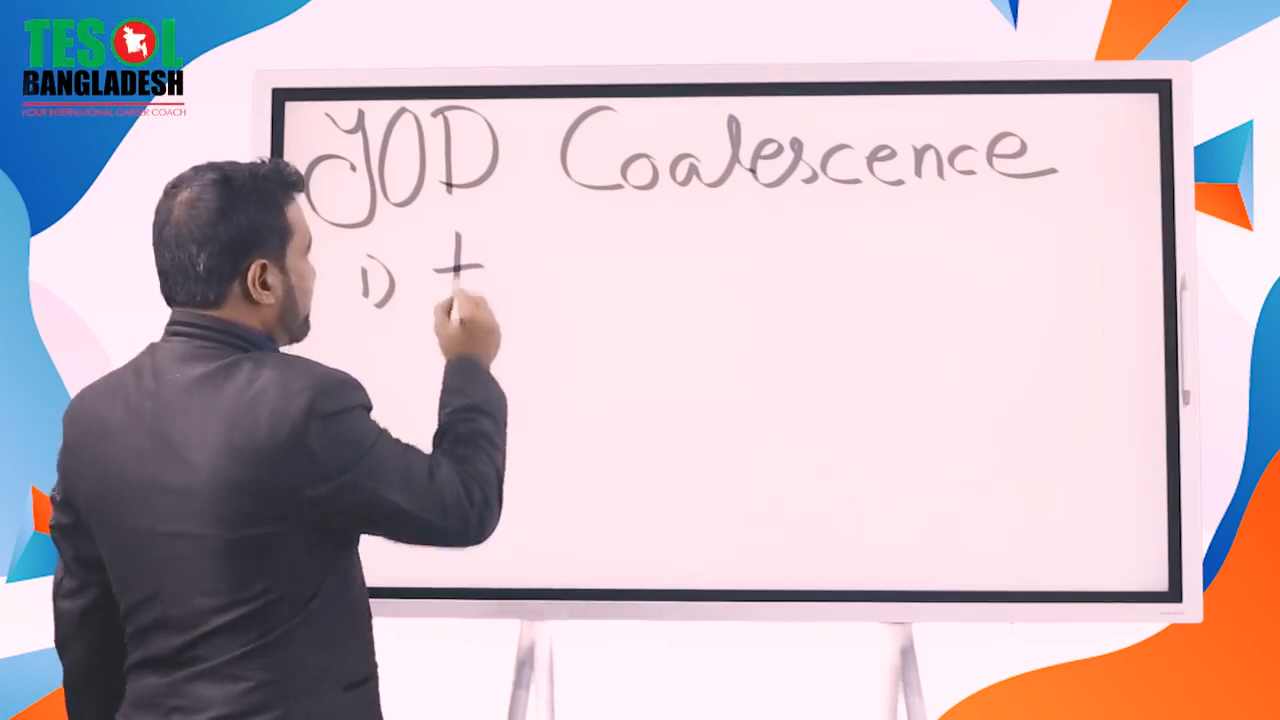 TESOL
BANGLADESH
YOUR INTERNATIONAL CAREER COACH
YOD Coalescence
1) t